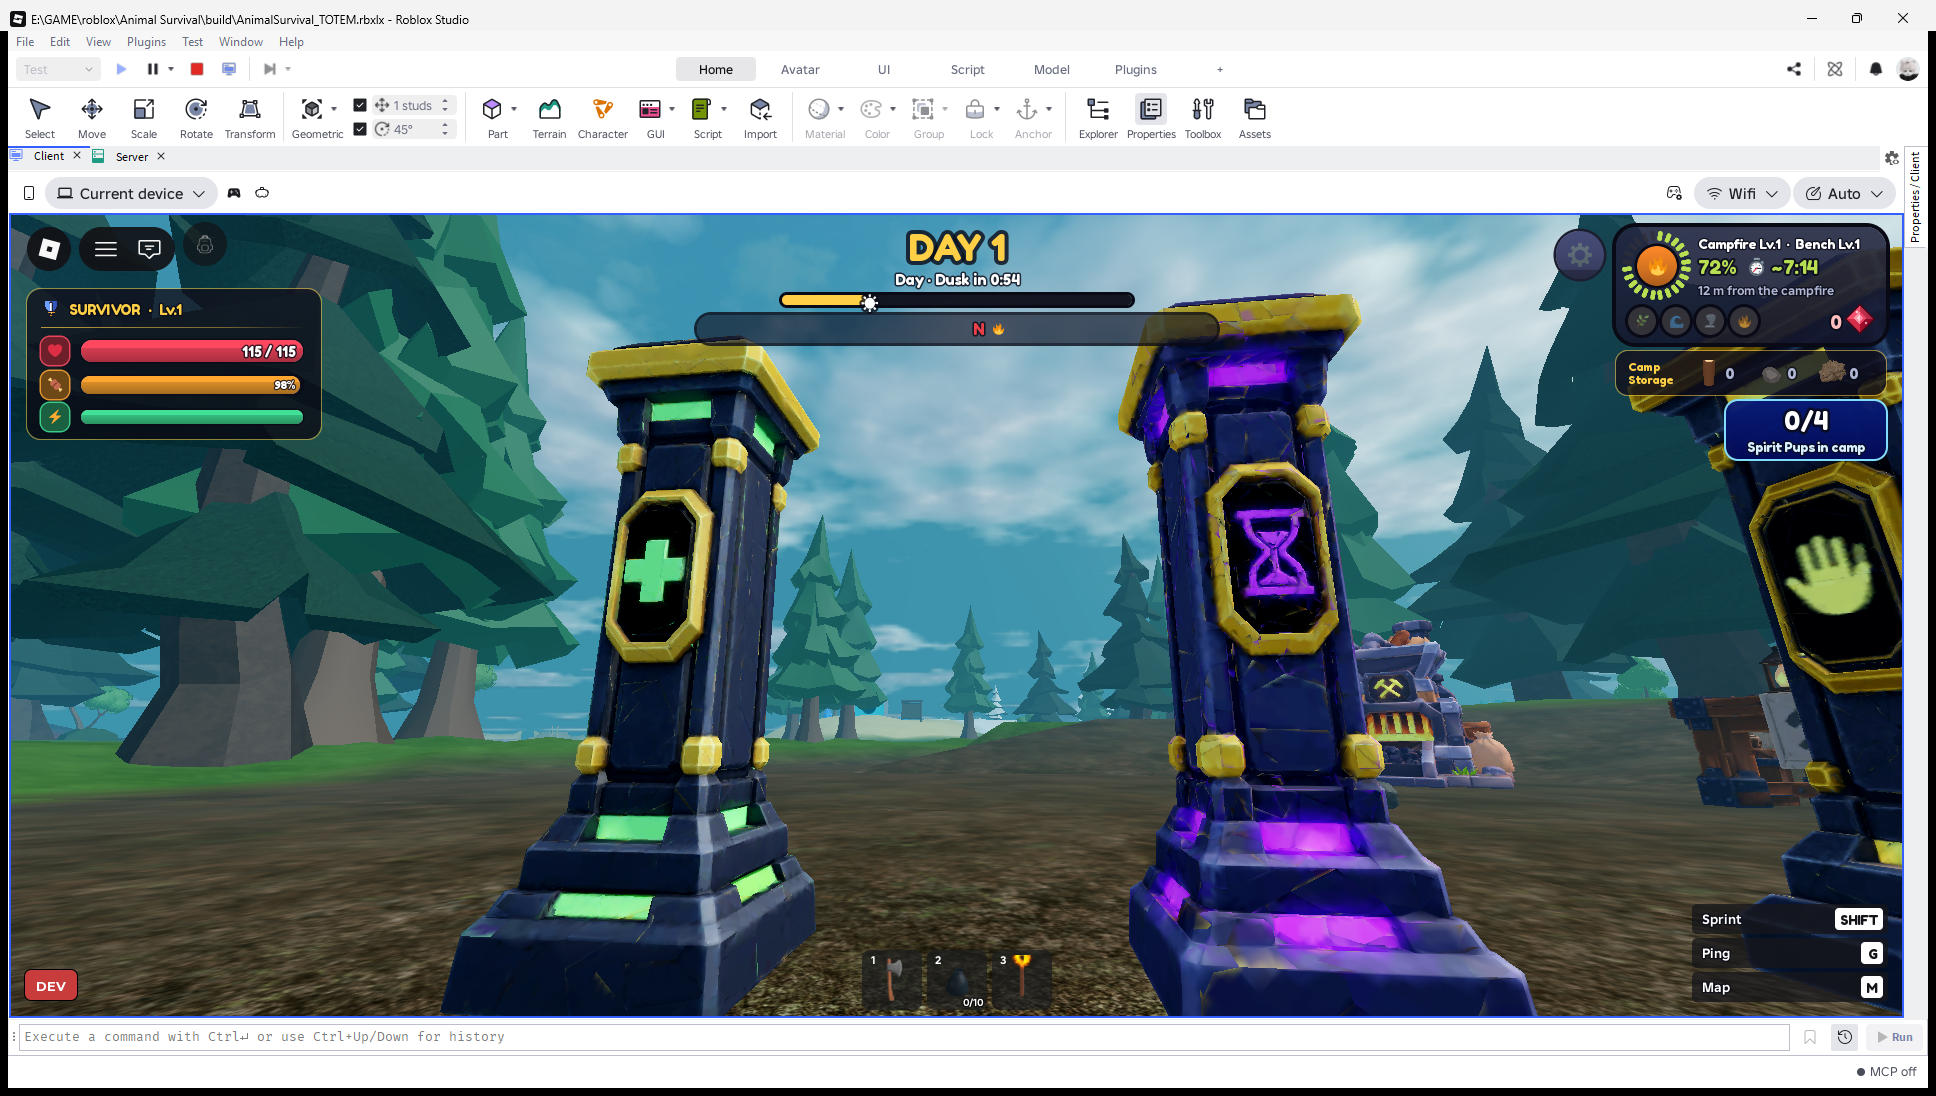 E:\GAME\roblox\Animal Survival\build\AnimalSurvival_TOTEM.rbxlx - Roblox Studio
File Edit View Plugins Test Window Help
Test
Home Avatar UI Script Model Plugins +
Select Move Scale Rotate Transform Geometric 1 studs 45° Part Terrain Character GUI Script Import Material Color Group Lock Anchor Explorer Properties Toolbox Assets
Client Server
Properties / Client
Current device Wifi Auto
DAY 1
Day · Dusk in 0:54
N
SURVIVOR · Lv.1
115 / 115
98%
Campfire Lv.1 · Bench Lv.1
72% ~7:14
12 m from the campfire
0
Camp Storage 0 0 0
0/4
Spirit Pups in camp
Sprint SHIFT
Ping G
Map M
DEV
1 2 3
0/10
Execute a command with Ctrl+↵ or use Ctrl+Up/Down for history
Run
MCP off